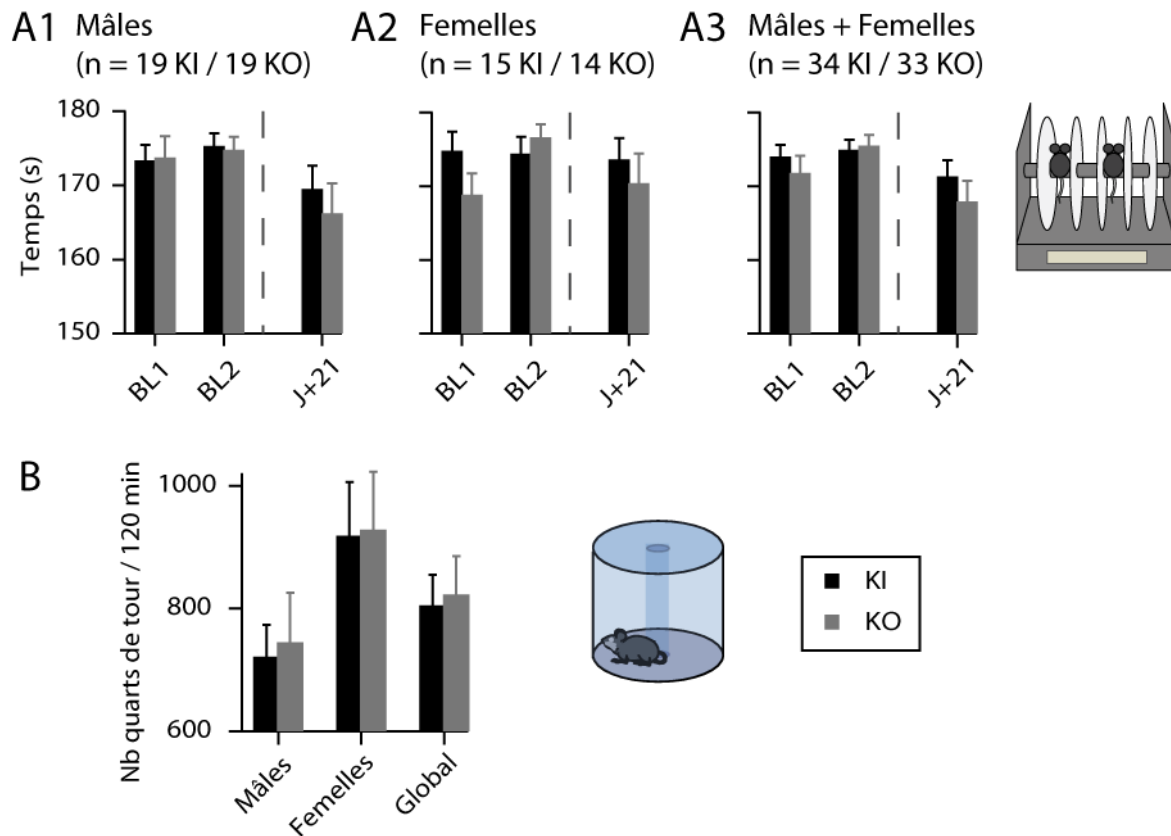 A1 Mâles
(n = 19 KI / 19 KO)
A2 Femelles
(n = 15 KI / 14 KO)
A3 Mâles + Femelles
(n = 34 KI / 33 KO)
Temps (s)
180
170
160
150
BL1
BL2
J+21
BL1
BL2
J+21
BL1
BL2
J+21
B
Nb quarts de tour / 120 min
1000
800
600
Mâles
Femelles
Global
KI
KO